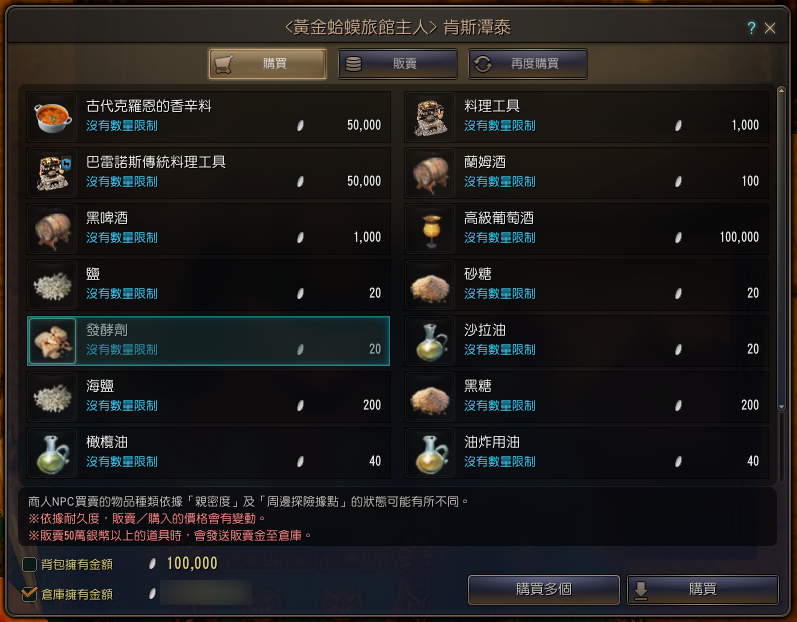 <黃金蛤蟆旅館主人> 肯斯潭泰
?
購買
販賣
再度購買
古代克羅恩的香辛料
沒有數量限制
50,000
料理工具
沒有數量限制
1,000
巴雷諾斯傳統料理工具
沒有數量限制
50,000
蘭姆酒
沒有數量限制
100
黑啤酒
沒有數量限制
1,000
高級葡萄酒
沒有數量限制
100,000
鹽
沒有數量限制
20
砂糖
沒有數量限制
20
發酵劑
沒有數量限制
20
沙拉油
沒有數量限制
20
海鹽
沒有數量限制
200
黑糖
沒有數量限制
200
橄欖油
沒有數量限制
40
油炸用油
沒有數量限制
40
商人NPC買賣的物品種類依據「親密度」及「周邊探險據點」的狀態可能有所不同。
※依據耐久度，販賣／購入的價格會有變動。
※販賣50萬銀幣以上的道具時，會發送販賣金至倉庫。
背包擁有金額
100,000
倉庫擁有金額
購買多個
購買